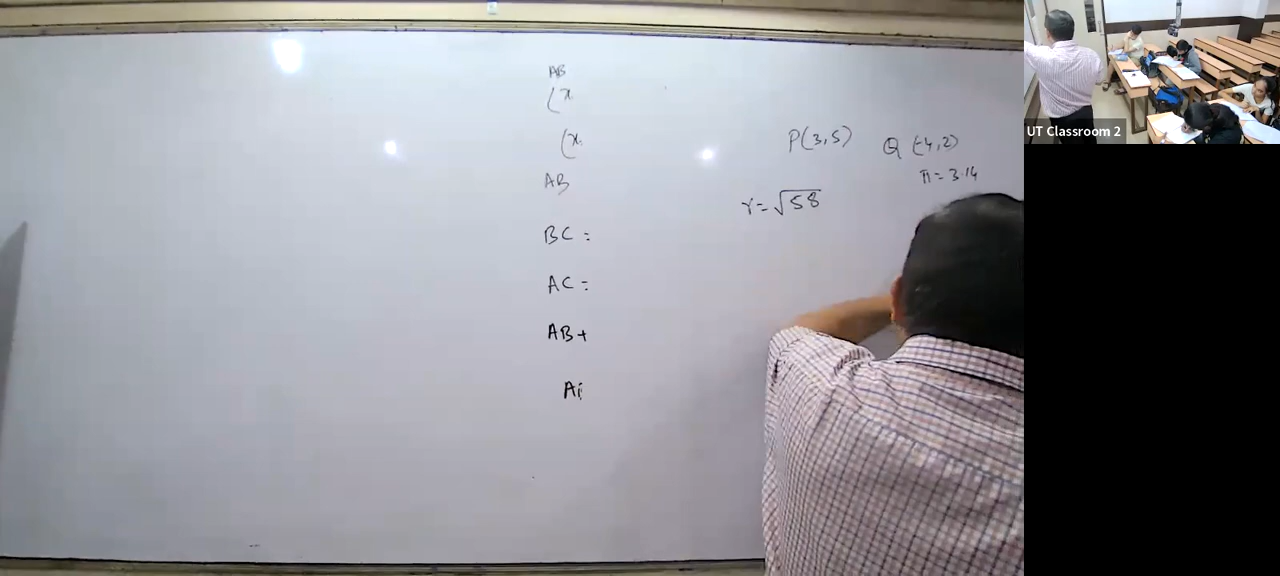 AB
(x
(x.
AB
BC =
AC =
AB+
P(3,5) Q (-4,2)
π = 3.14
r = √58
UT Classroom 2